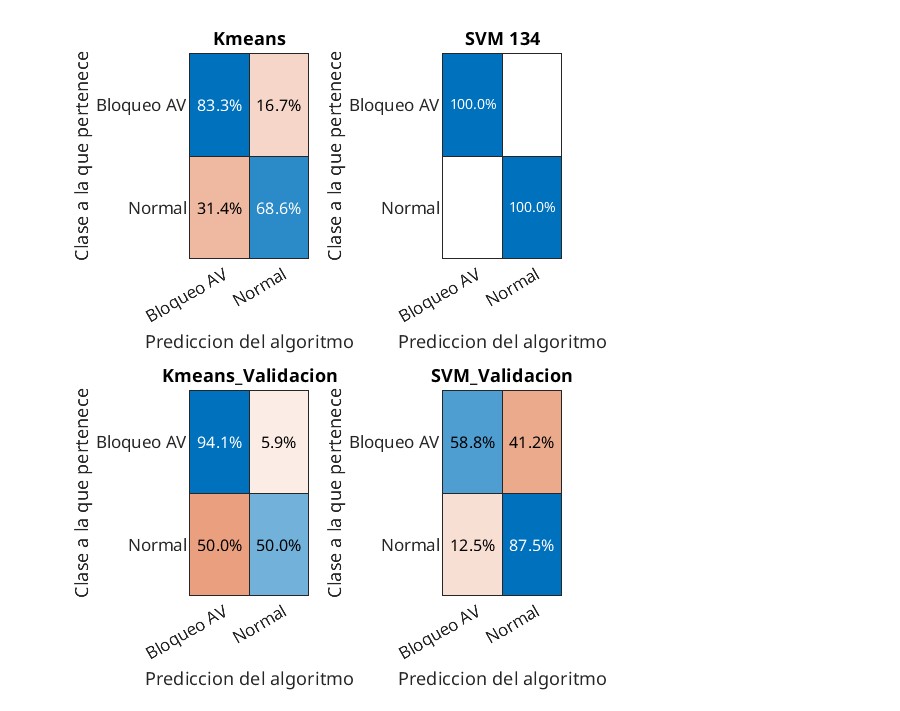 Kmeans
Clase a la que pertenece
Bloqueo AV
83.3%
16.7%
Normal
31.4%
68.6%
Bloqueo AV
Normal
Prediccion del algoritmo
SVM 134
Clase a la que pertenece
Bloqueo AV
100.0%
Normal
100.0%
Bloqueo AV
Normal
Prediccion del algoritmo
Kmeans_Validacion
Clase a la que pertenece
Bloqueo AV
94.1%
5.9%
Normal
50.0%
50.0%
Bloqueo AV
Normal
Prediccion del algoritmo
SVM_Validacion
Clase a la que pertenece
Bloqueo AV
58.8%
41.2%
Normal
12.5%
87.5%
Bloqueo AV
Normal
Prediccion del algoritmo